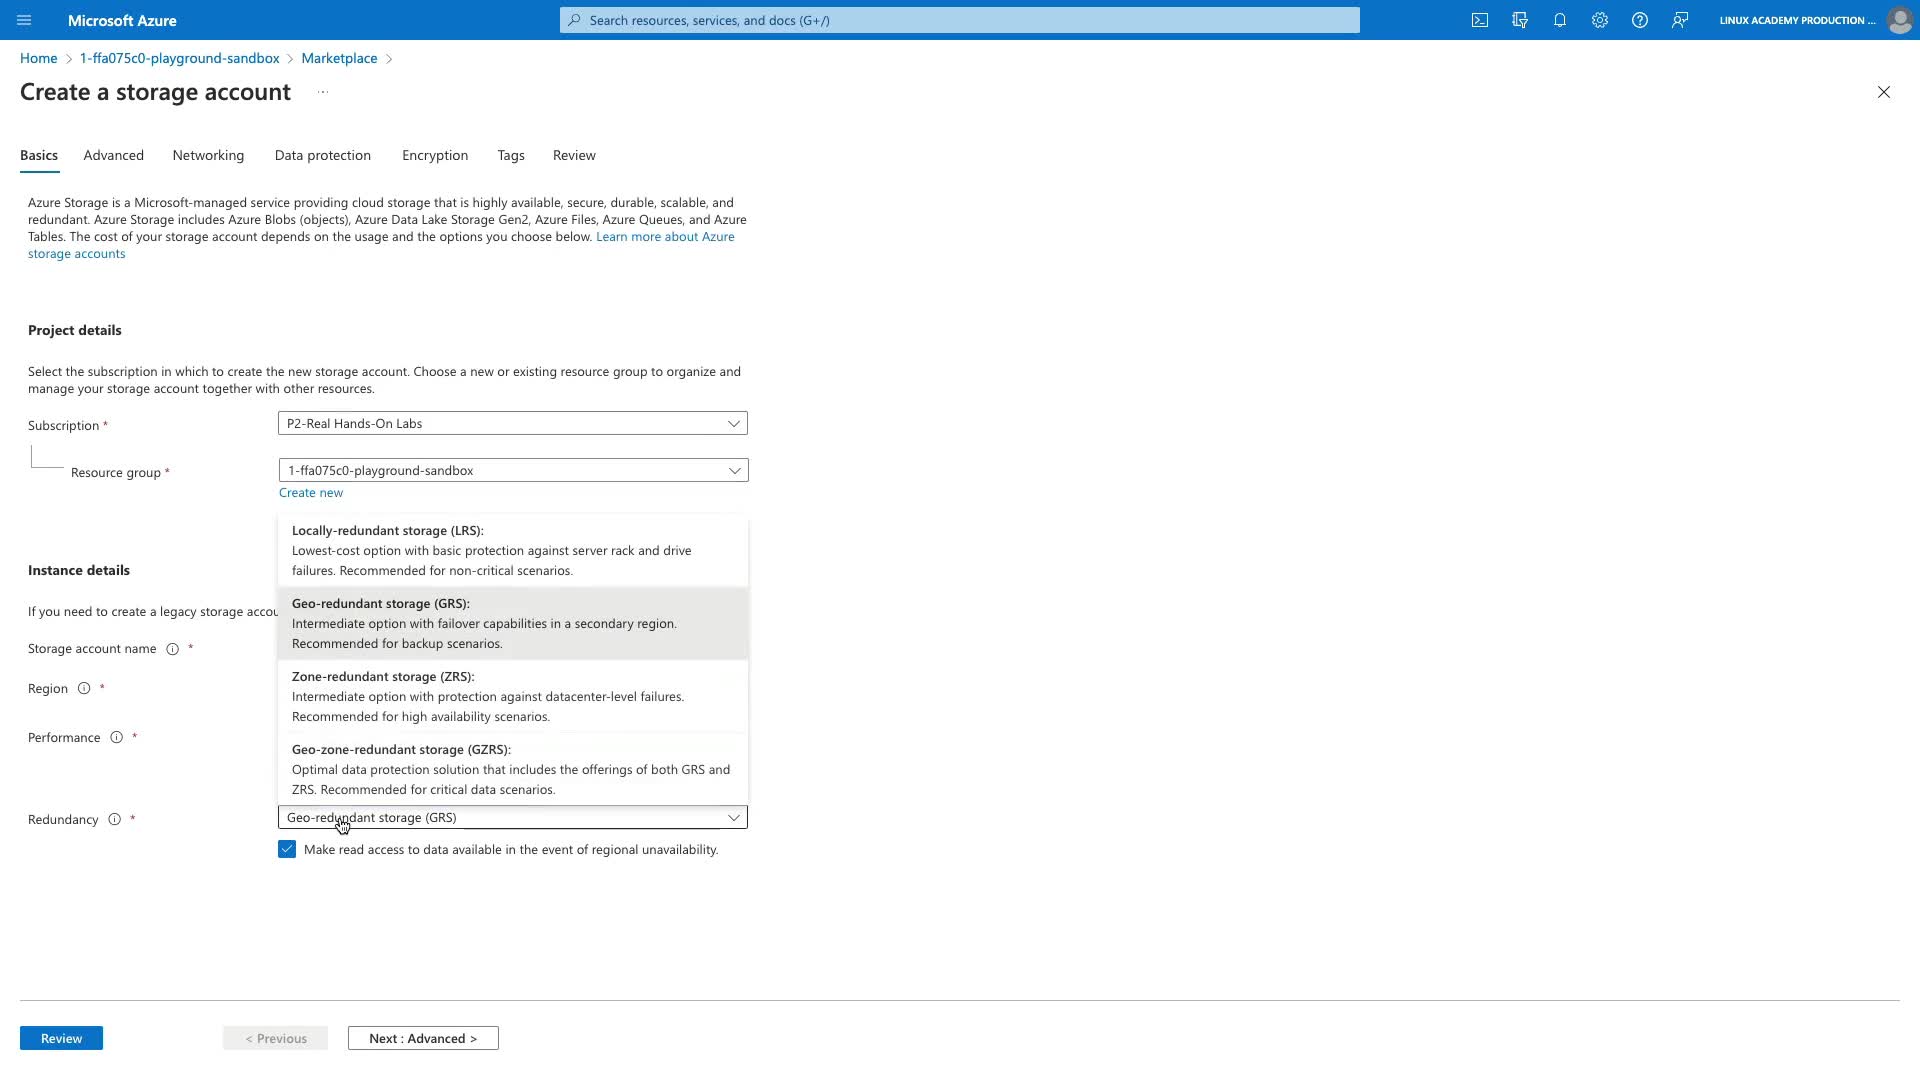 Microsoft Azure
Search resources, services, and docs (G+/)
LINUX ACADEMY PRODUCTION ...
Home > 1-ffa075c0-playground-sandbox > Marketplace >
Create a storage account ...
Basics Advanced Networking Data protection Encryption Tags Review
Azure Storage is a Microsoft-managed service providing cloud storage that is highly available, secure, durable, scalable, and
redundant. Azure Storage includes Azure Blobs (objects), Azure Data Lake Storage Gen2, Azure Files, Azure Queues, and Azure
Tables. The cost of your storage account depends on the usage and the options you choose below. Learn more about Azure
storage accounts
Project details
Select the subscription in which to create the new storage account. Choose a new or existing resource group to organize and
manage your storage account together with other resources.
Subscription *
P2-Real Hands-On Labs
Resource group *
1-ffa075c0-playground-sandbox
Create new
Instance details
If you need to create a legacy storage accou
Storage account name *
Region *
Performance *
Locally-redundant storage (LRS):
Lowest-cost option with basic protection against server rack and drive
failures. Recommended for non-critical scenarios.
Geo-redundant storage (GRS):
Intermediate option with failover capabilities in a secondary region.
Recommended for backup scenarios.
Zone-redundant storage (ZRS):
Intermediate option with protection against datacenter-level failures.
Recommended for high availability scenarios.
Geo-zone-redundant storage (GZRS):
Optimal data protection solution that includes the offerings of both GRS and
ZRS. Recommended for critical data scenarios.
Redundancy *
Geo-redundant storage (GRS)
Make read access to data available in the event of regional unavailability.
Review
< Previous
Next : Advanced >